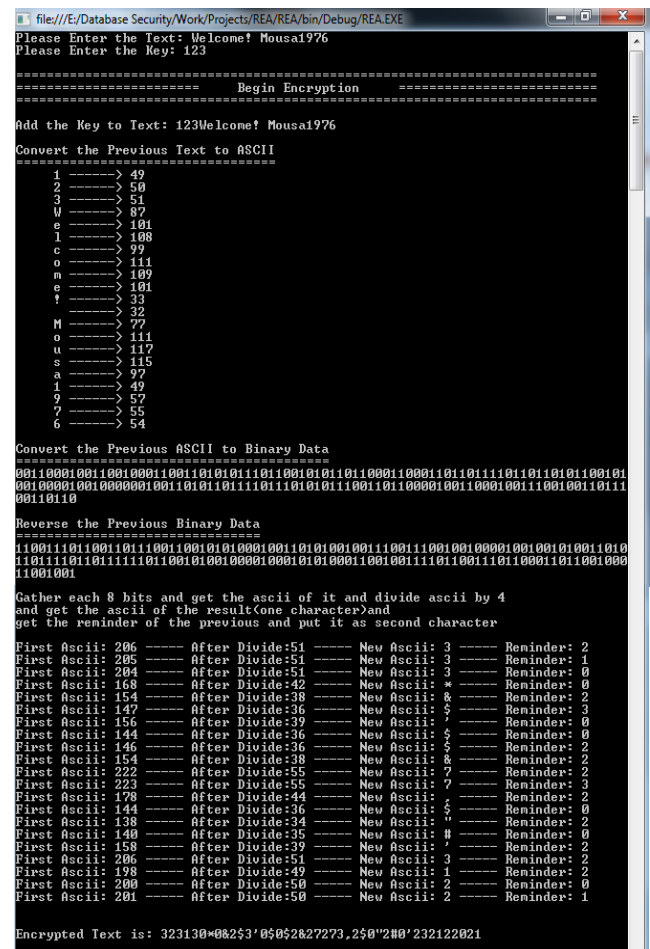 file:///E:/Database Security/Work/Projects/REA/REA/bin/Debug/REA.EXE
Please Enter the Text: Welcome! Mousa1976
Please Enter the Key: 123
============================================================================
======================== Begin Encryption ==========================
============================================================================
Add the Key to Text: 123Welcome! Mousa1976
Convert the Previous Text to ASCII
==================================
1 ------> 49
2 ------> 50
3 ------> 51
W ------> 87
e ------> 101
l ------> 108
c ------> 99
o ------> 111
m ------> 109
e ------> 101
! ------> 33
------> 32
M ------> 77
o ------> 111
u ------> 117
s ------> 115
a ------> 97
1 ------> 49
9 ------> 57
7 ------> 55
6 ------> 54
Convert the Previous ASCII to Binary Data
=========================================
00110001001100100011001101010111011001010110110001100011011011110110110101100101
00100001001000000100110101101111011101010111001101100001001100010011100100110111
00110110
Reverse the Previous Binary Data
================================
11001110110011011100110010101000100110101001001110011100100100001001001010011010
11011110110111111011001010010000100010101000110010011110110011101100011011001000
11001001
Gather each 8 bits and get the ascii of it and divide ascii by 4
and get the ascii of the result(one character)and
get the reminder of the previous and put it as second character
First Ascii: 206 ----- After Divide:51 ----- New Ascii: 3 ----- Reminder: 2
First Ascii: 205 ----- After Divide:51 ----- New Ascii: 3 ----- Reminder: 1
First Ascii: 204 ----- After Divide:51 ----- New Ascii: 3 ----- Reminder: 0
First Ascii: 168 ----- After Divide:42 ----- New Ascii: * ----- Reminder: 0
First Ascii: 154 ----- After Divide:38 ----- New Ascii: & ----- Reminder: 2
First Ascii: 147 ----- After Divide:36 ----- New Ascii: $ ----- Reminder: 3
First Ascii: 156 ----- After Divide:39 ----- New Ascii: ' ----- Reminder: 0
First Ascii: 144 ----- After Divide:36 ----- New Ascii: $ ----- Reminder: 0
First Ascii: 146 ----- After Divide:36 ----- New Ascii: $ ----- Reminder: 2
First Ascii: 154 ----- After Divide:38 ----- New Ascii: & ----- Reminder: 2
First Ascii: 222 ----- After Divide:55 ----- New Ascii: 7 ----- Reminder: 2
First Ascii: 223 ----- After Divide:55 ----- New Ascii: 7 ----- Reminder: 3
First Ascii: 178 ----- After Divide:44 ----- New Ascii: , ----- Reminder: 2
First Ascii: 144 ----- After Divide:36 ----- New Ascii: $ ----- Reminder: 0
First Ascii: 138 ----- After Divide:34 ----- New Ascii: " ----- Reminder: 2
First Ascii: 140 ----- After Divide:35 ----- New Ascii: # ----- Reminder: 0
First Ascii: 158 ----- After Divide:39 ----- New Ascii: ' ----- Reminder: 2
First Ascii: 206 ----- After Divide:51 ----- New Ascii: 3 ----- Reminder: 2
First Ascii: 198 ----- After Divide:49 ----- New Ascii: 1 ----- Reminder: 2
First Ascii: 200 ----- After Divide:50 ----- New Ascii: 2 ----- Reminder: 0
First Ascii: 201 ----- After Divide:50 ----- New Ascii: 2 ----- Reminder: 1
Encrypted Text is: 323130*0&2$3'0$0$2&27273,2$0"2#0'232122021